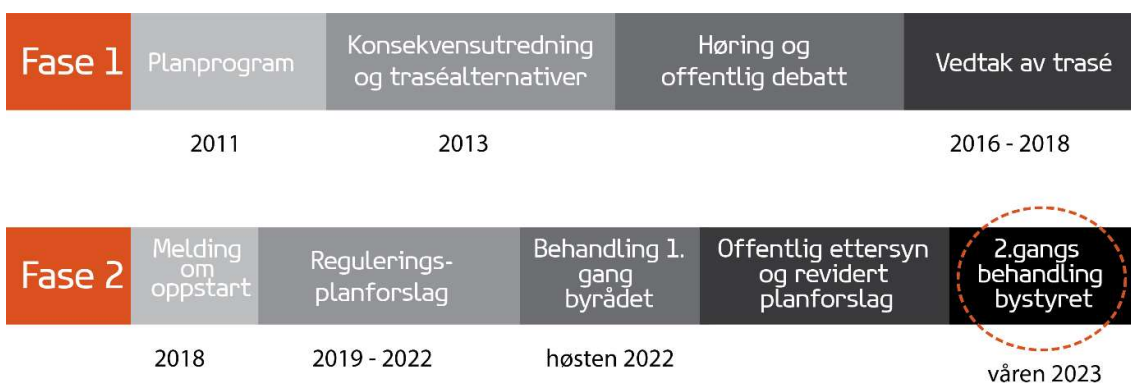 Fase 1
Planprogram
Konsekvensutredning
og traséalternativer
Høring og
offentlig debatt
Vedtak av trasé
2011
2013
2016 - 2018
Fase 2
Melding
om
oppstart
Regulerings-
planforslag
Behandling 1.
gang
byrådet
Offentlig ettersyn
og revidert
planforslag
2.gangs
behandling
bystyret
2018
2019 - 2022
høsten 2022
våren 2023